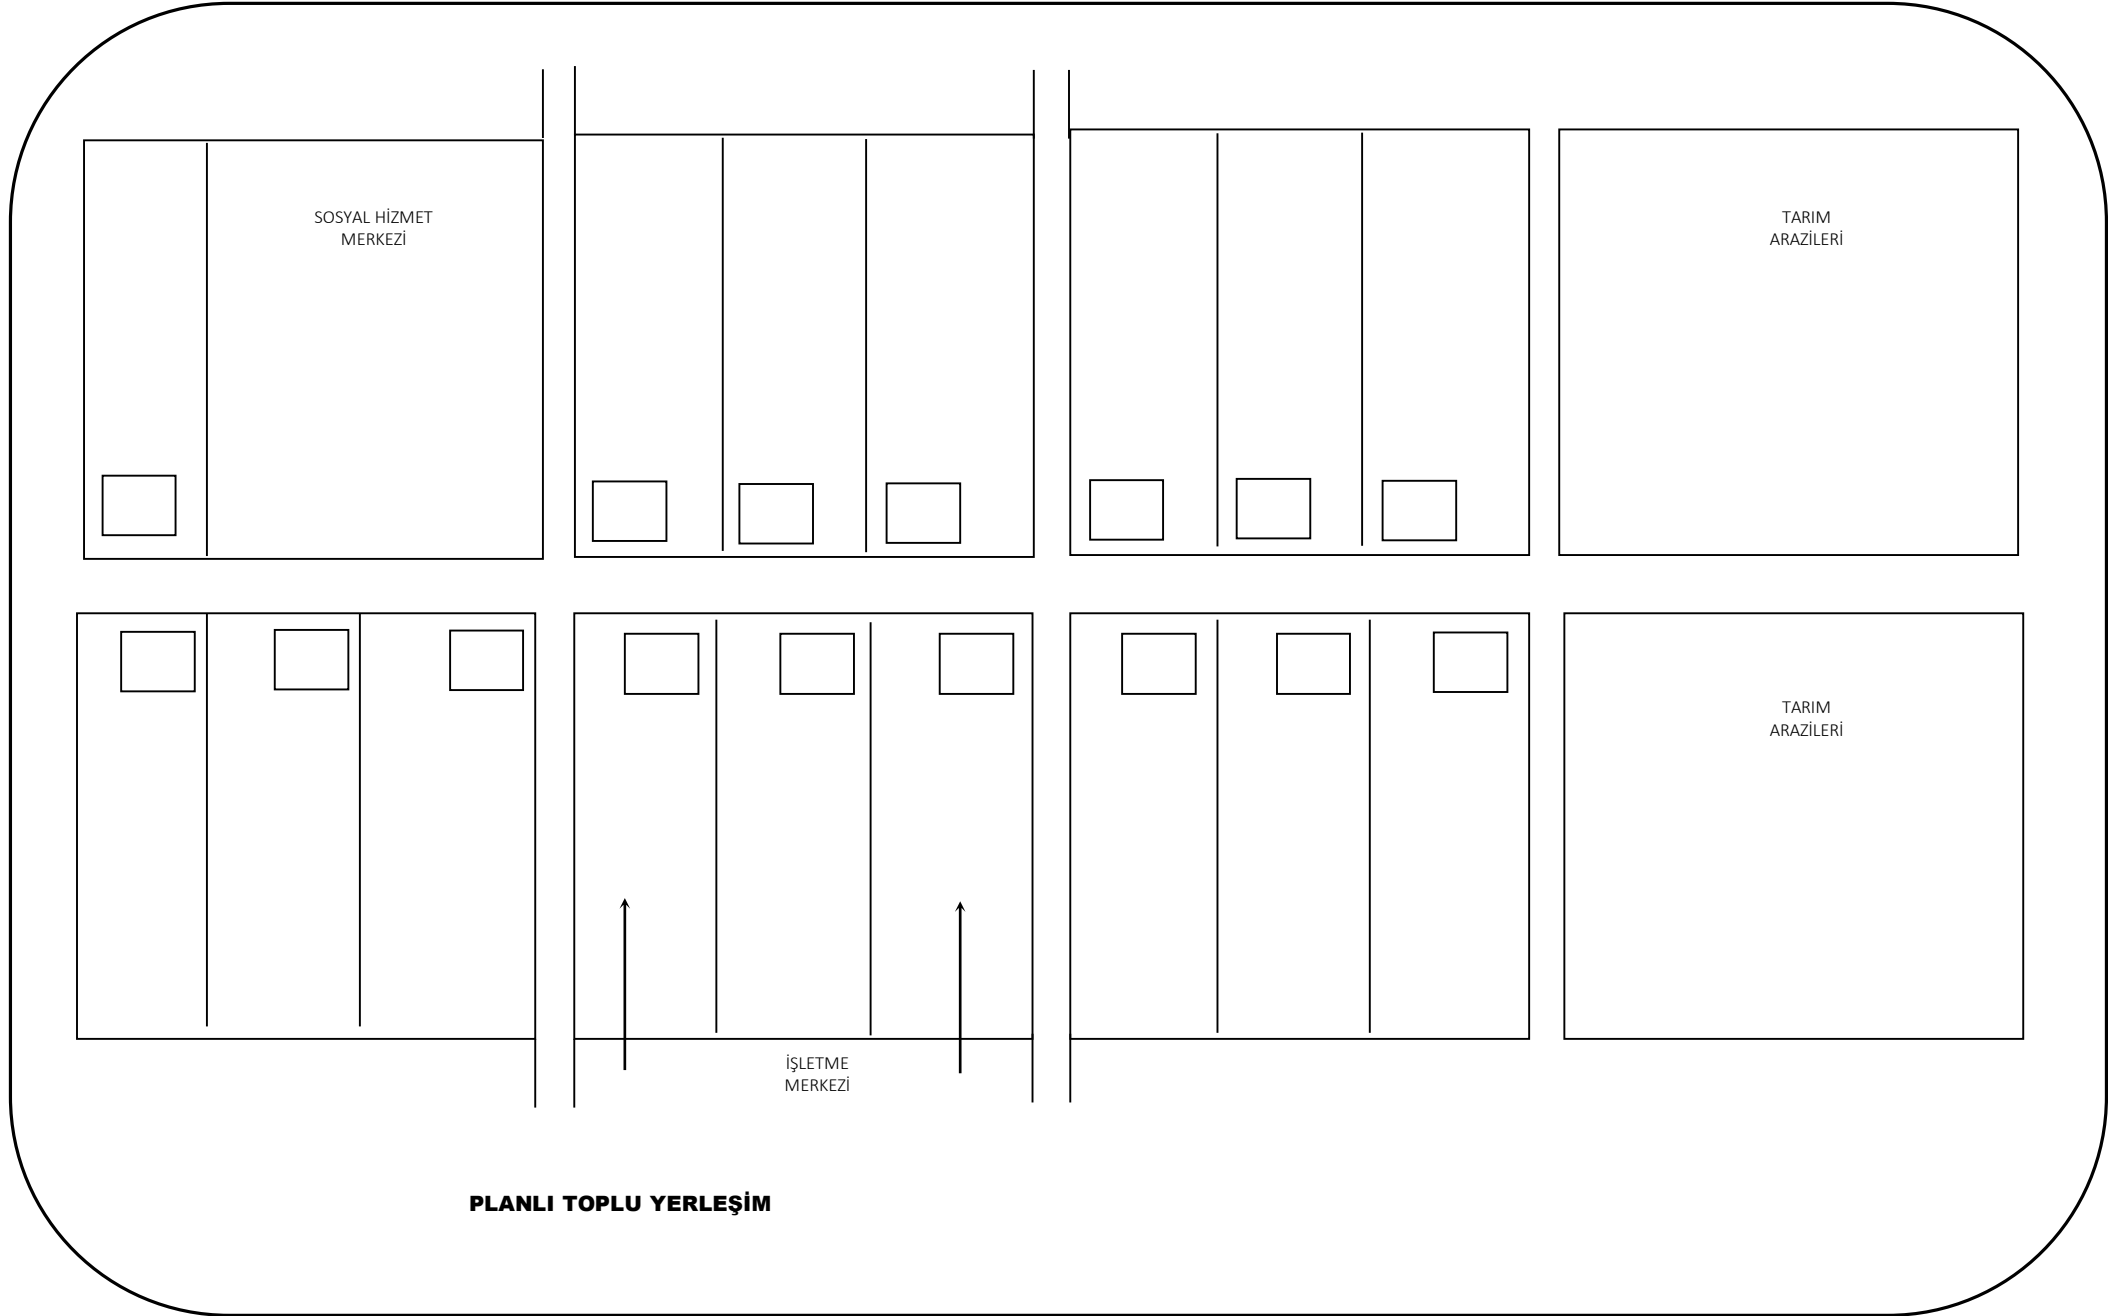 SOSYAL HİZMET
MERKEZİ
TARIM
ARAZİLERİ
TARIM
ARAZİLERİ
İŞLETME
MERKEZİ
PLANLI TOPLU YERLEŞİM